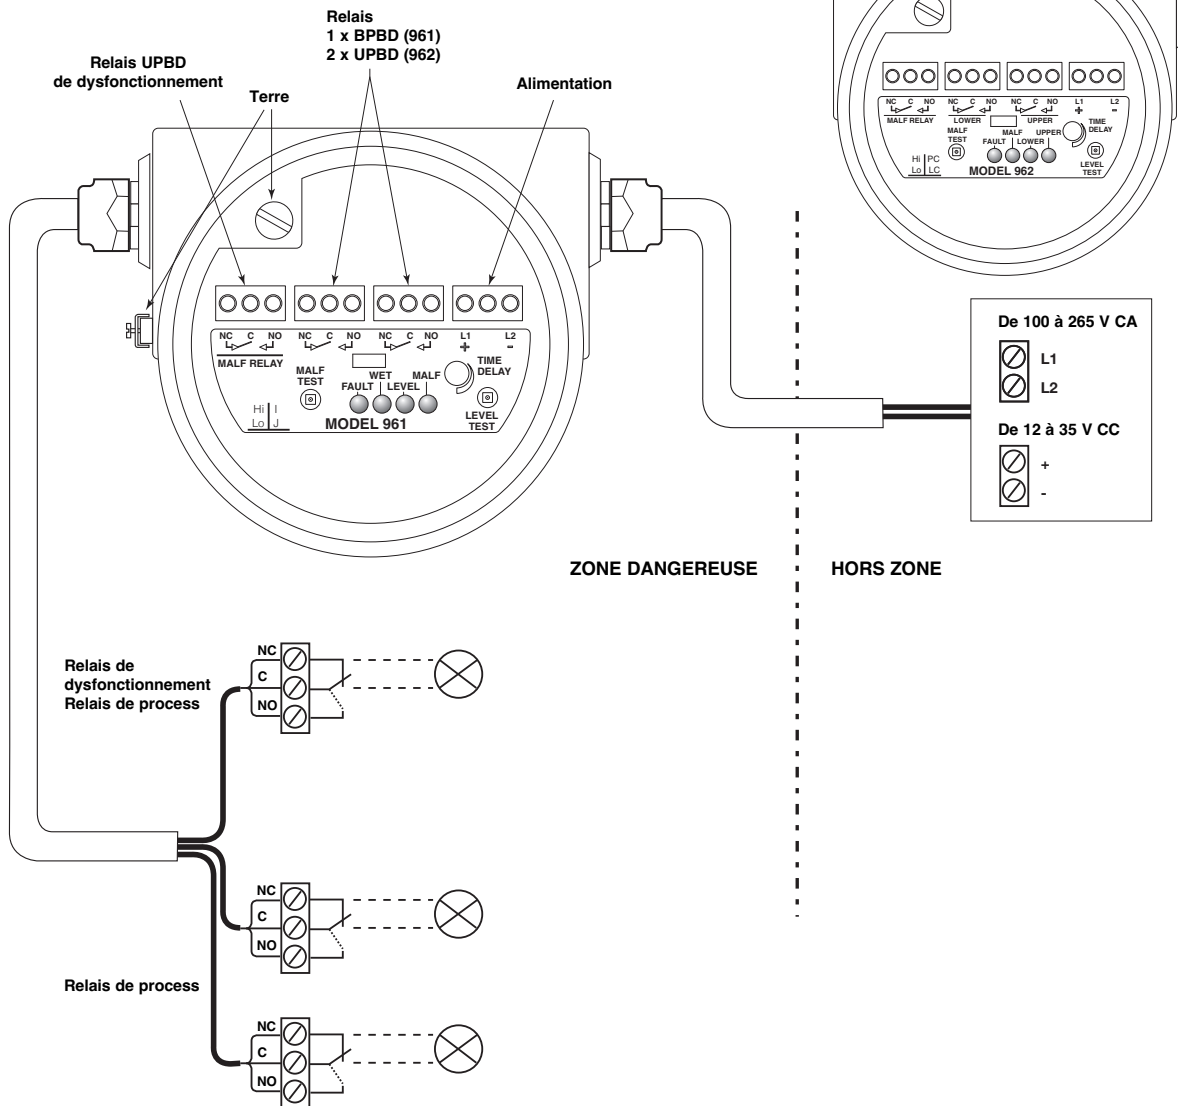 Relais
1 x BPBD (961)
2 x UPBD (962)
Relais UPBD
de dysfonctionnement
Terre
Alimentation
NC C NO
MALF RELAY
NC C NO
NC C NO
L1 L2
+ -
MALF
TEST
WET MALF
FAULT LEVEL
TIME
DELAY
LEVEL
TEST
Hi I
Lo J
MODEL 961
NC C NO
MALF RELAY
NC C NO
LOWER
NC C NO
UPPER
L1 L2
+ -
MALF
TEST
MALF UPPER
FAULT LOWER
TIME
DELAY
LEVEL
TEST
Hi PC
Lo LC
MODEL 962
De 100 à 265 V CA
L1
L2
De 12 à 35 V CC
+
-
ZONE DANGEREUSE
HORS ZONE
Relais de
dysfonctionnement
Relais de process
NC
C
NO
NC
C
NO
Relais de process
NC
C
NO